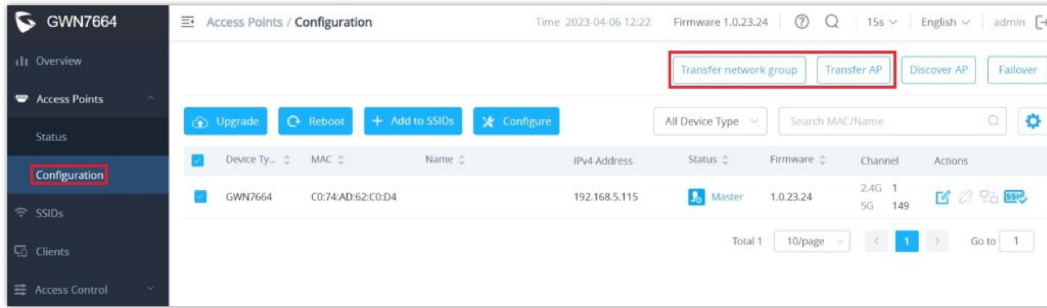 GWN7664
Access Points / Configuration
Time 2023-04-06 12:22
Firmware 1.0.23.24
15s
English
admin
Overview
Access Points
Status
Configuration
SSIDs
Clients
Access Control
Transfer network group
Transfer AP
Discover AP
Failover
Upgrade
Reboot
+ Add to SSIDs
Configure
All Device Type
Search MAC/Name
Device Ty... MAC Name IPv4 Address Status Firmware Channel Actions
GWN7664 C0:74:AD:62:C0:D4 192.168.5.115 Master 1.0.23.24 2.4G 1
5G 149
SSH
Total 1 10/page < 1 > Go to 1